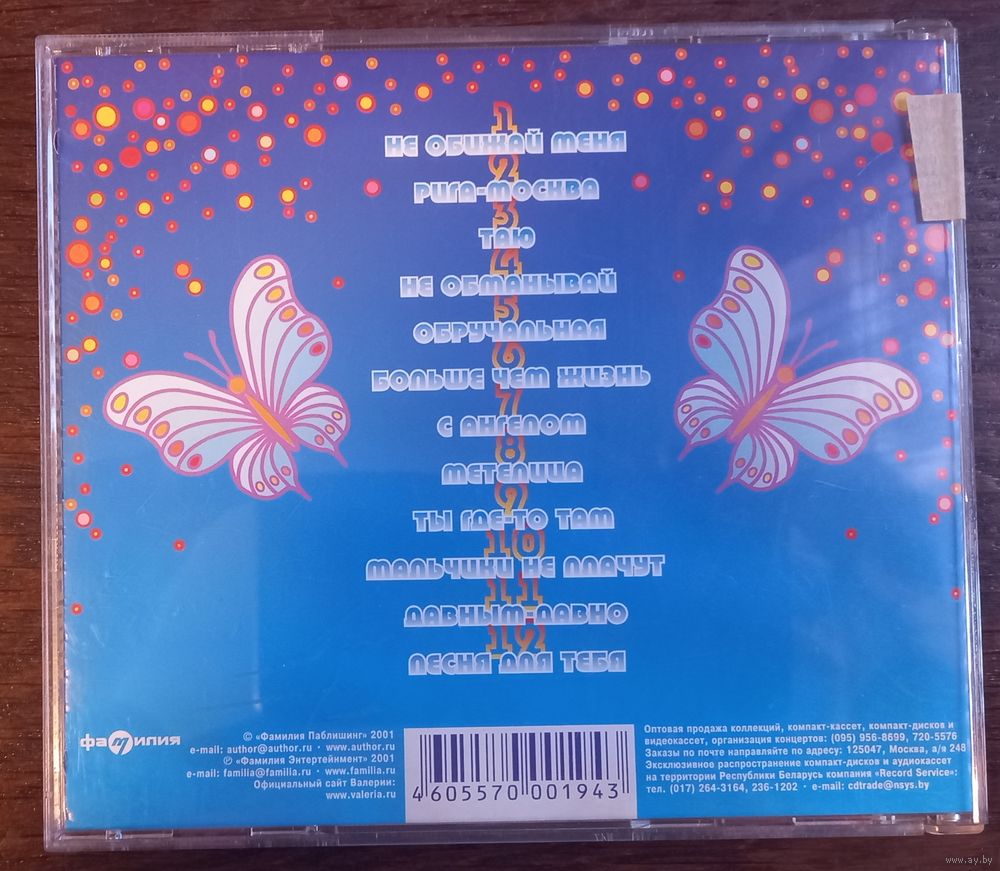 1
НЕ ОБИЖАЙ МЕНЯ
2
РИГА-МОСКВА
3
ТАЮ
4
НЕ ОБМАНЫВАЙ
5
ОБРУЧАЛЬНАЯ
6
БОЛЬШЕ ЧЕМ ЖИЗНЬ
7
С АНГЕЛОМ
8
МЕТЕЛИЦА
9
ТЫ ГДЕ-ТО ТАМ
10
МАЛЬЧИКИ НЕ ПЛАЧУТ
11
ДАВНЫМ-ДАВНО
12
ПЕСНЯ ДЛЯ ТЕБЯ
фамилия
© «Фамилия Паблишинг» 2001
e-mail: author@author.ru · www.author.ru
℗ «Фамилия Энтертейнмент» 2001
e-mail: familia@familia.ru · www.familia.ru
Официальный сайт Валерии:
www.valeria.ru
4 605570 001943
Оптовая продажа коллекций, компакт-кассет, компакт-дисков и
видеокассет, организация концертов: (095) 956-8699, 720-5576
Заказы по почте направляйте по адресу: 125047, Москва, а/я 248
Эксклюзивное распространение компакт-дисков и аудиокассет
на территории Республики Беларусь компания «Record Service»:
тел. (017) 264-3164, 236-1202 · e-mail: cdtrade@nsys.by
www.ay.by